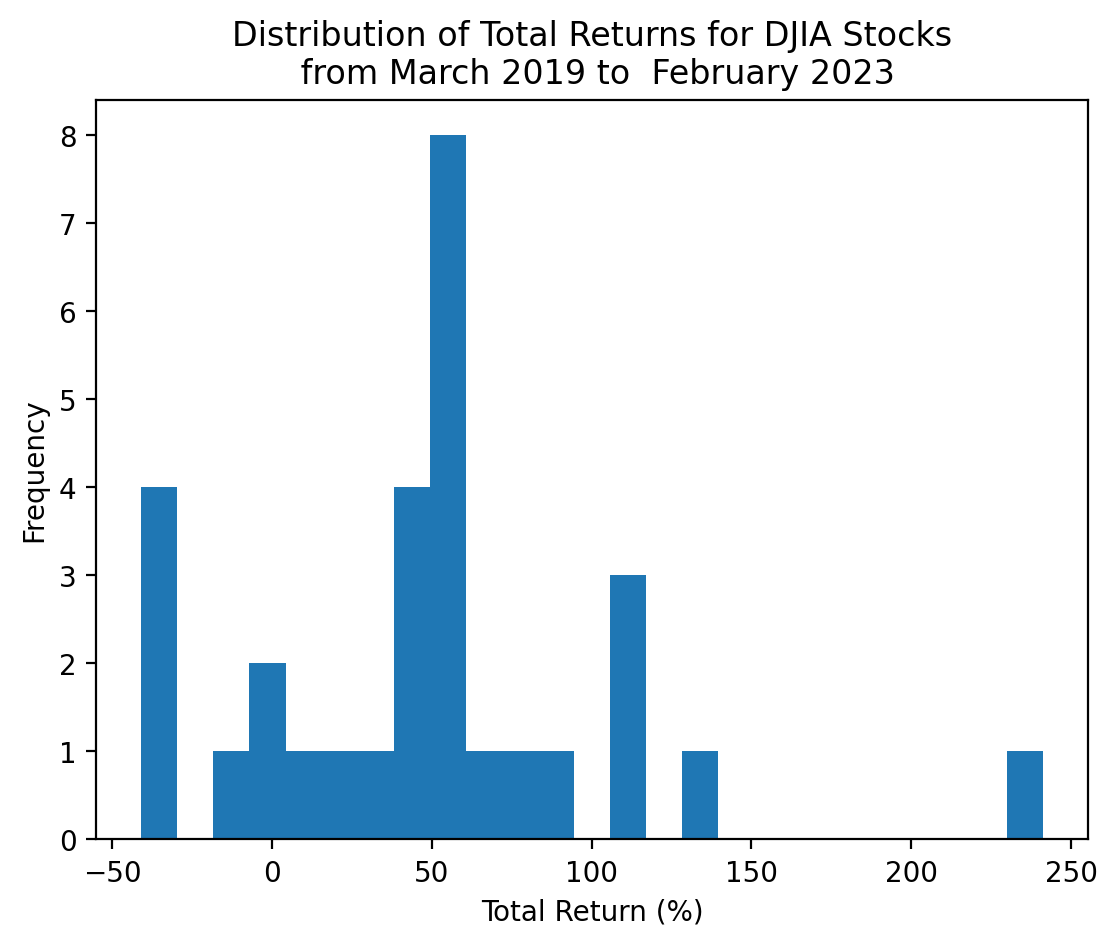 Distribution of Total Returns for DJIA Stocks
from March 2019 to  February 2023
8
7
6
5
4
3
2
1
0
Frequency
−50 0 50 100 150 200 250
Total Return (%)